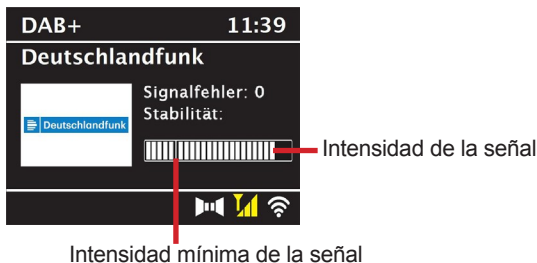 DAB+ 11:39
Deutschlandfunk
Signalfehler: 0
Stabilität:
Deutschlandfunk
Intensidad de la señal
Intensidad mínima de la señal